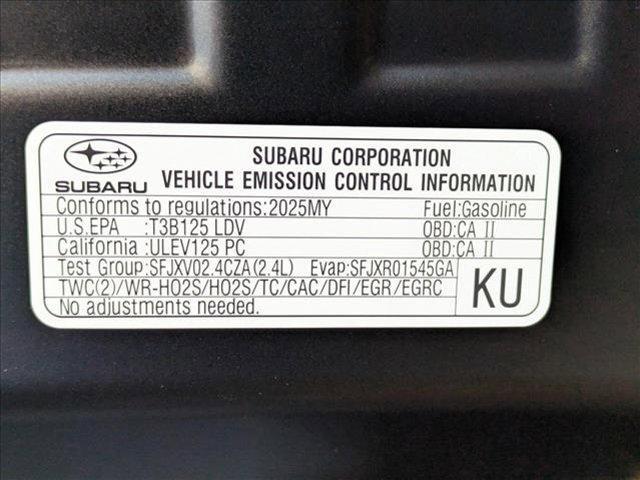 SUBARU
SUBARU CORPORATION
VEHICLE EMISSION CONTROL INFORMATION
Conforms to regulations:2025MY Fuel:Gasoline
U.S.EPA :T3B125 LDV OBD:CA II
California :ULEV125 PC OBD:CA II
Test Group:SFJXV02.4CZA(2.4L) Evap:SFJXR01545GA
TWC(2)/WR-HO2S/HO2S/TC/CAC/DFI/EGR/EGRC
No adjustments needed.
KU